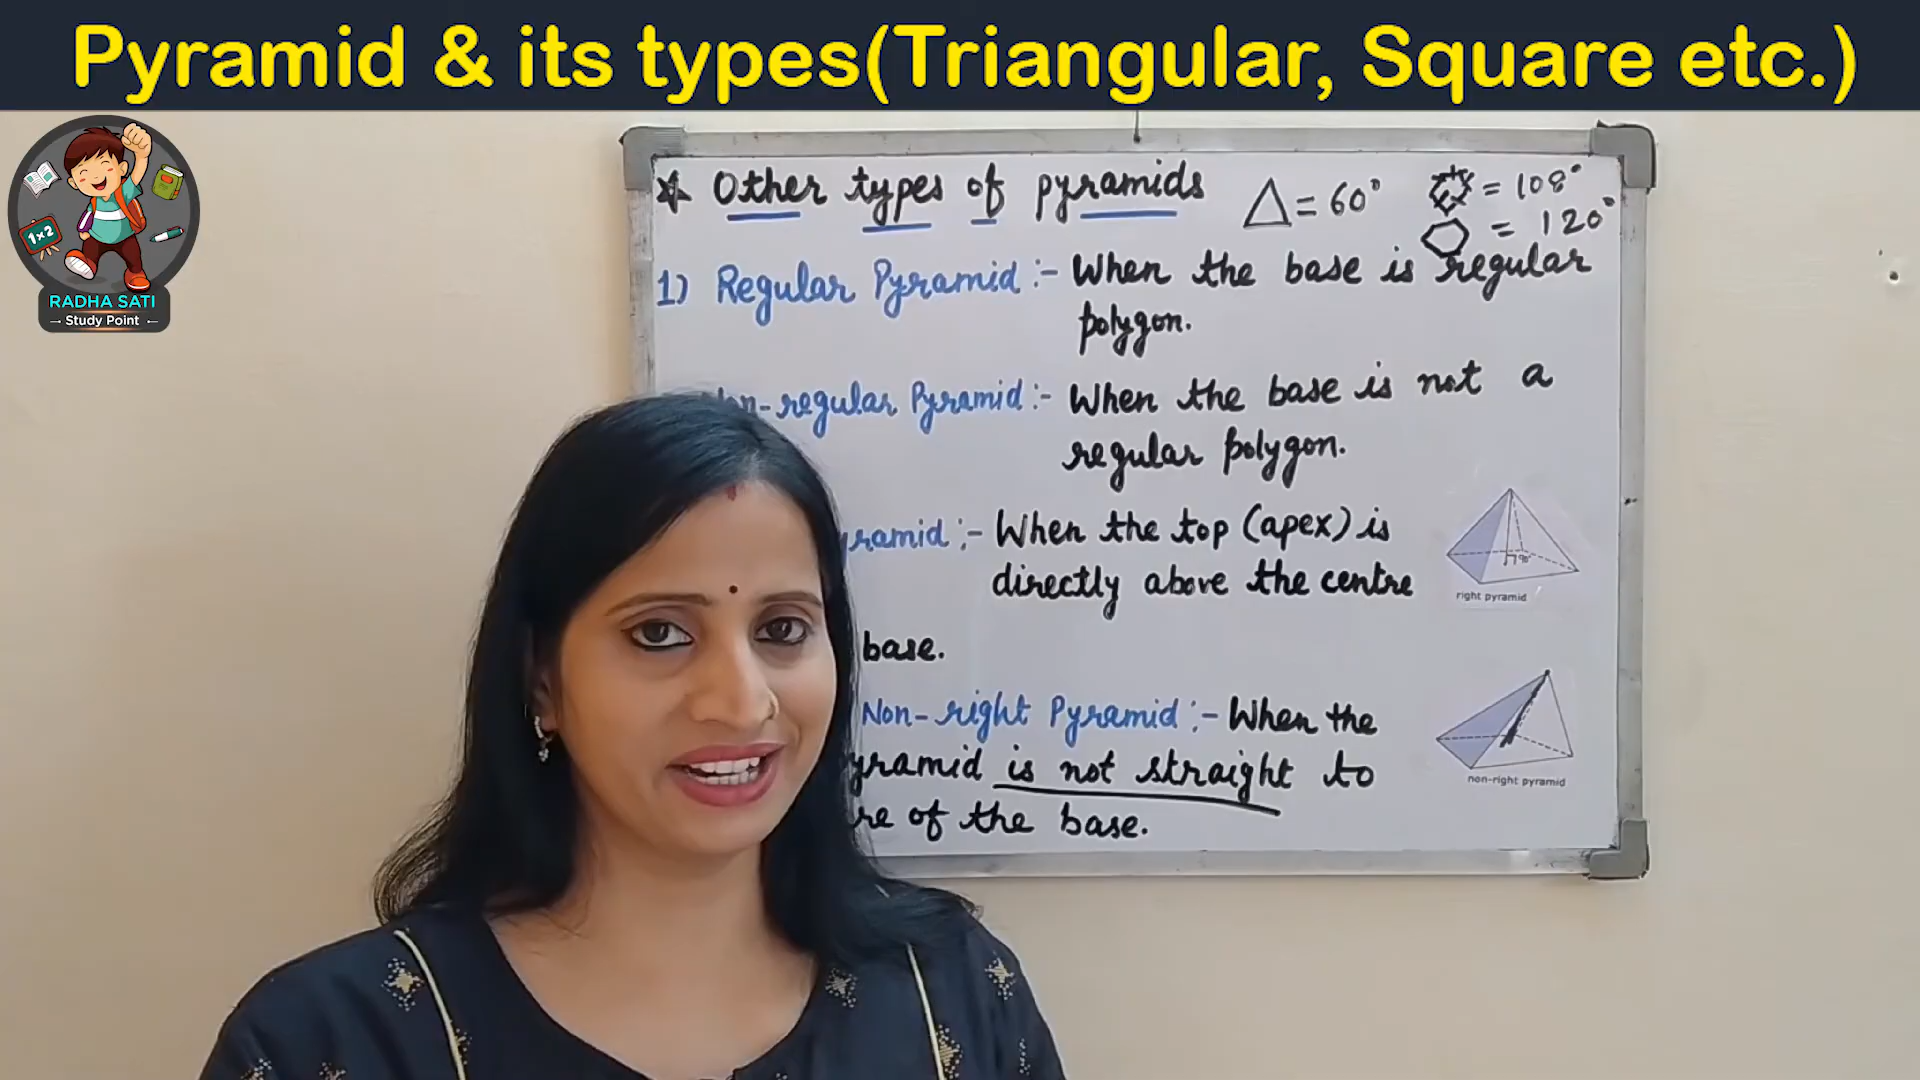 Pyramid & its types(Triangular, Square etc.)
1x2
RADHA SATI
Study Point
Other types of pyramids
△ = 60°
= 108°
⬡ = 120°
1) Regular Pyramid :- When the base is regular
polygon.
-regular Pyramid :- When the base is not a
regular polygon.
yramid :- When the top (apex) is
directly above the centre
base.
90°
right pyramid
Non-right Pyramid :- When the
yramid is not straight to
re of the base.
non-right pyramid